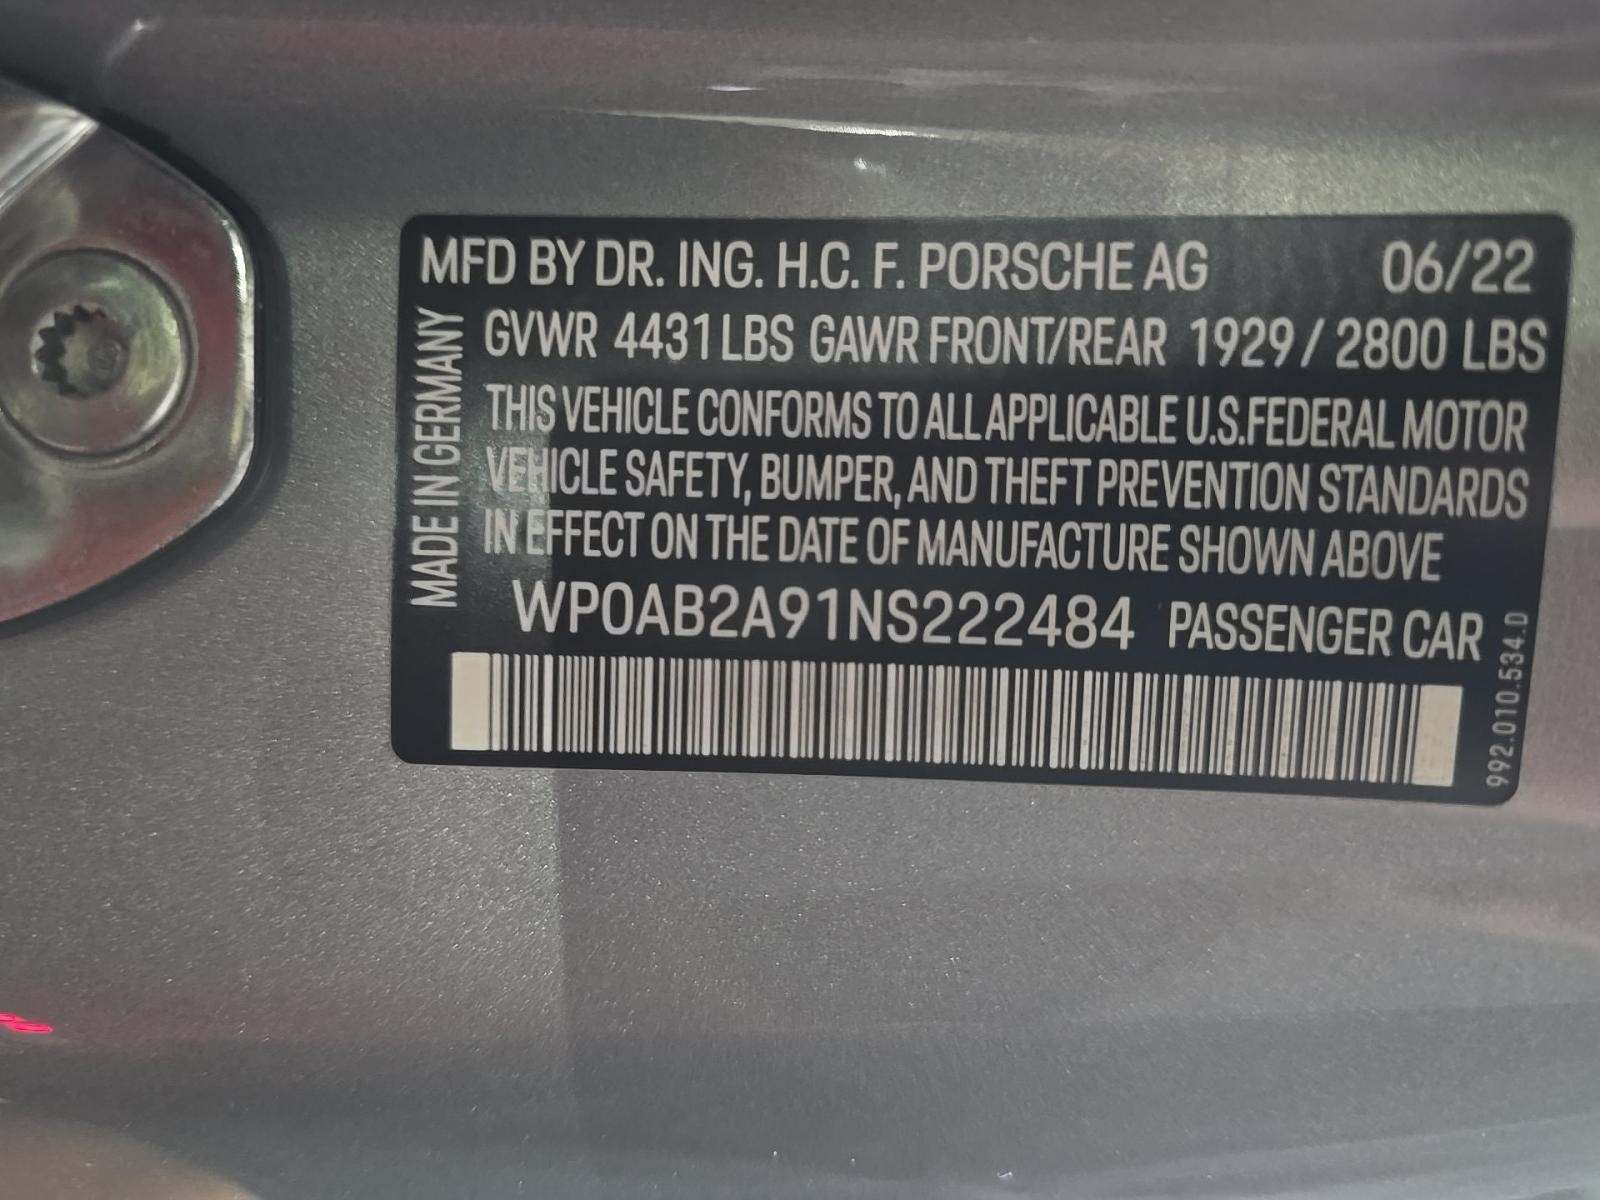 MFD BY DR. ING. H.C. F. PORSCHE AG 06/22
GVWR 4431 LBS GAWR FRONT/REAR 1929 / 2800 LBS
THIS VEHICLE CONFORMS TO ALL APPLICABLE U.S.FEDERAL MOTOR
VEHICLE SAFETY, BUMPER, AND THEFT PREVENTION STANDARDS
IN EFFECT ON THE DATE OF MANUFACTURE SHOWN ABOVE
WP0AB2A91NS222484 PASSENGER CAR
MADE IN GERMANY
992.010.534.D